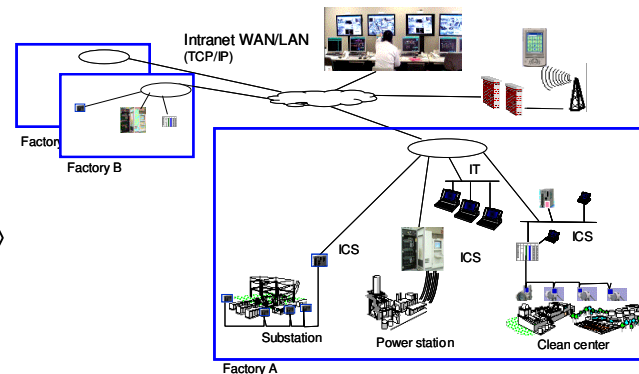 Intranet WAN/LAN
(TCP/IP)
Factory
Factory B
IT
ICS
ICS
ICS
Substation
Power station
Clean center
Factory A